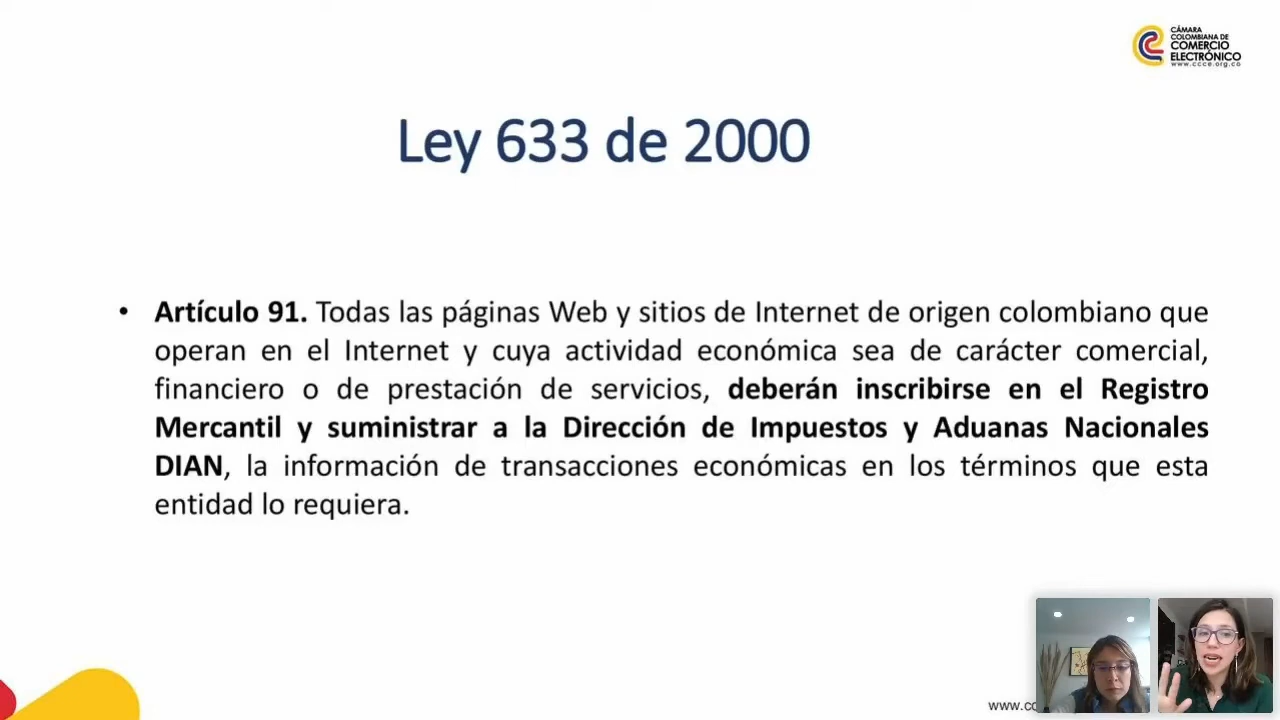 CÁMARA
COLOMBIANA DE
COMERCIO
ELECTRÓNICO
www.ccce.org.co
Ley 633 de 2000
• Artículo 91. Todas las páginas Web y sitios de Internet de origen colombiano que
operan en el Internet y cuya actividad económica sea de carácter comercial,
financiero o de prestación de servicios, deberán inscribirse en el Registro
Mercantil y suministrar a la Dirección de Impuestos y Aduanas Nacionales
DIAN, la información de transacciones económicas en los términos que esta
entidad lo requiera.